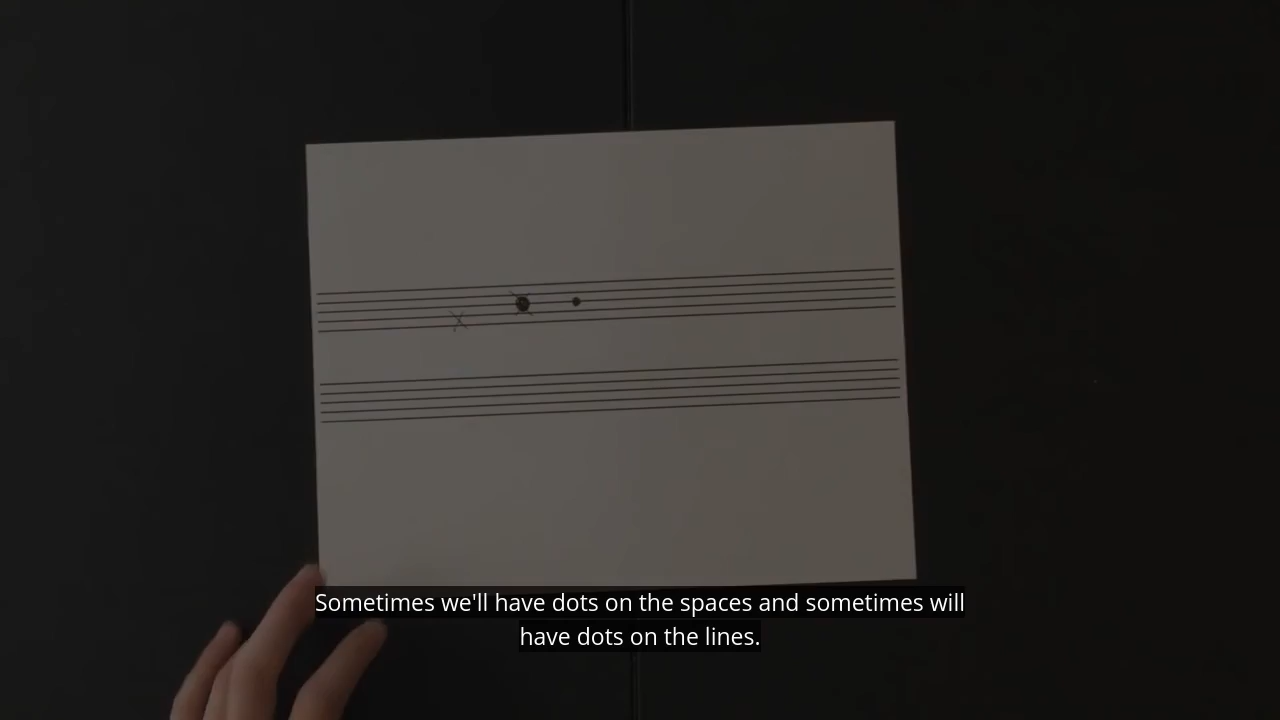 Sometimes we'll have dots on the spaces and sometimes will
have dots on the lines.